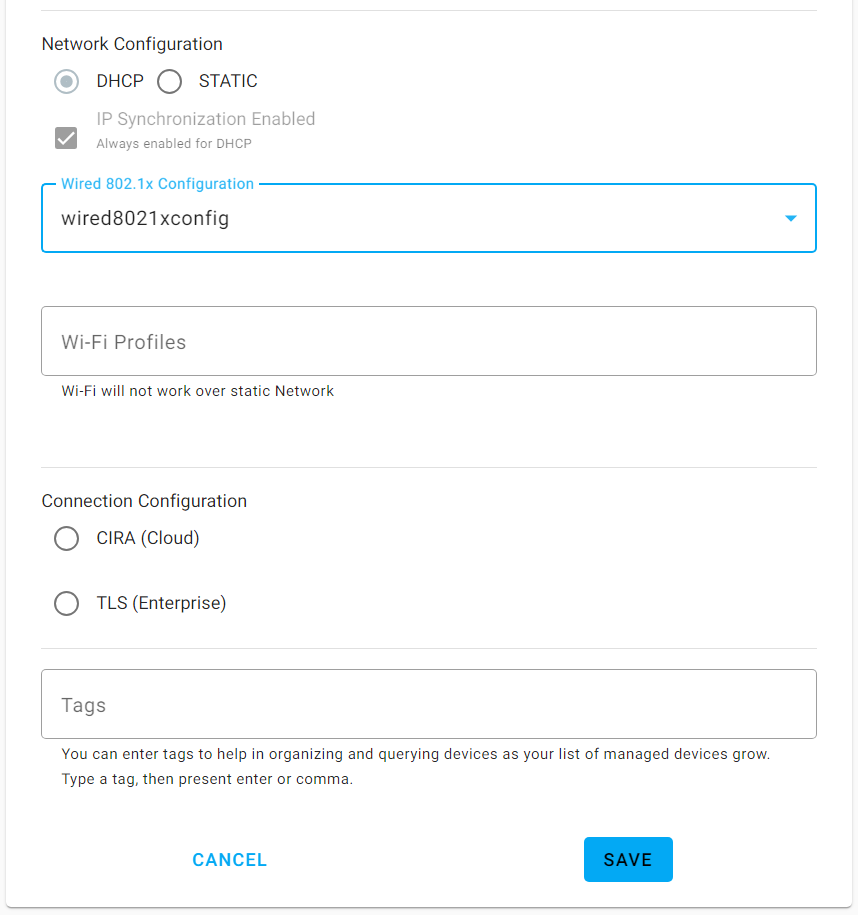 Network Configuration
DHCP STATIC
IP Synchronization Enabled
Always enabled for DHCP
Wired 802.1x Configuration
wired8021xconfig
Wi-Fi Profiles
Wi-Fi will not work over static Network
Connection Configuration
CIRA (Cloud)
TLS (Enterprise)
Tags
You can enter tags to help in organizing and querying devices as your list of managed devices grow.
Type a tag, then present enter or comma.
CANCEL SAVE